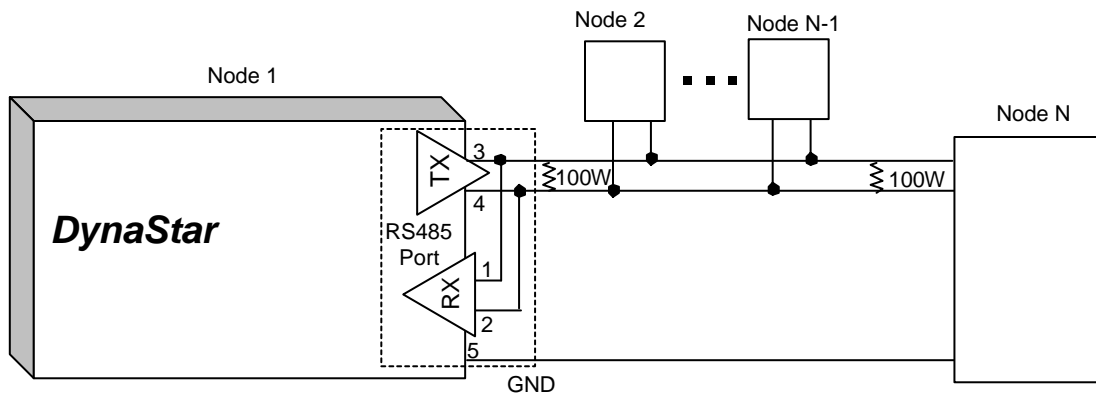 Node 2
Node N-1
Node 1
Node N
TX
3
100W
100W
4
DynaStar
RS485
Port
1
RX
2
5
GND